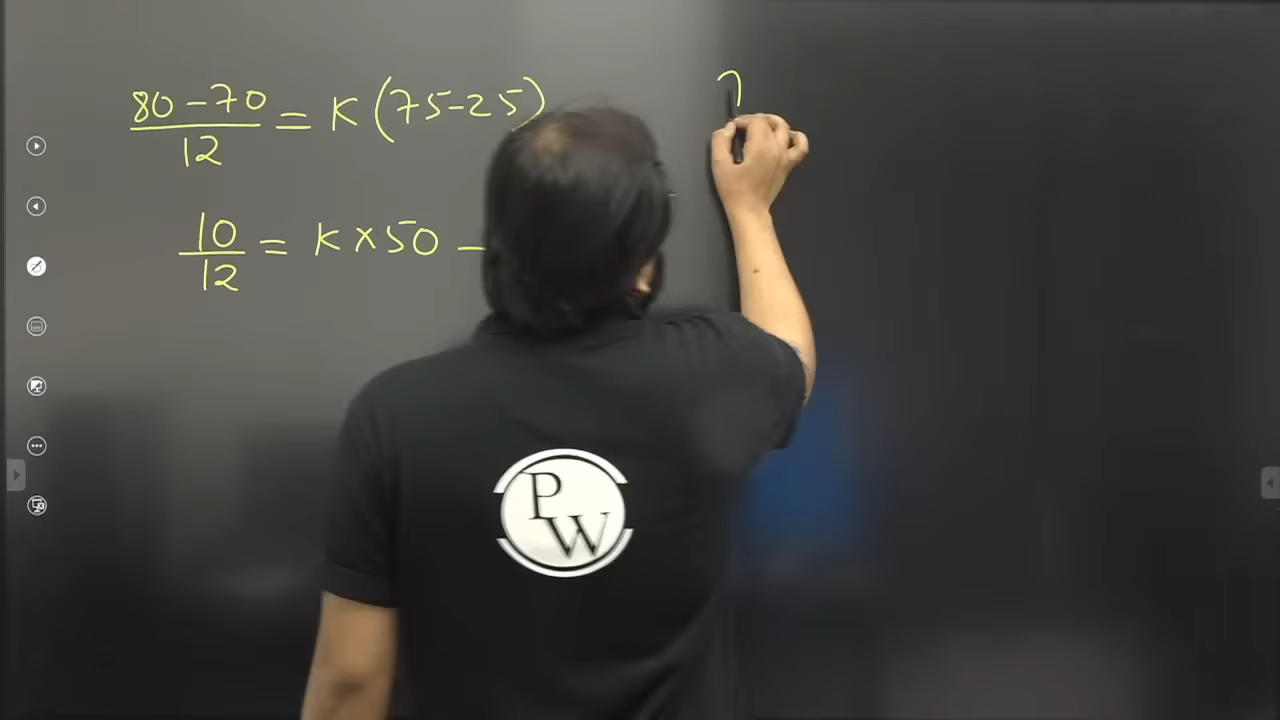 80-70/12 = K(75-25)
10/12 = K×50 -
PW